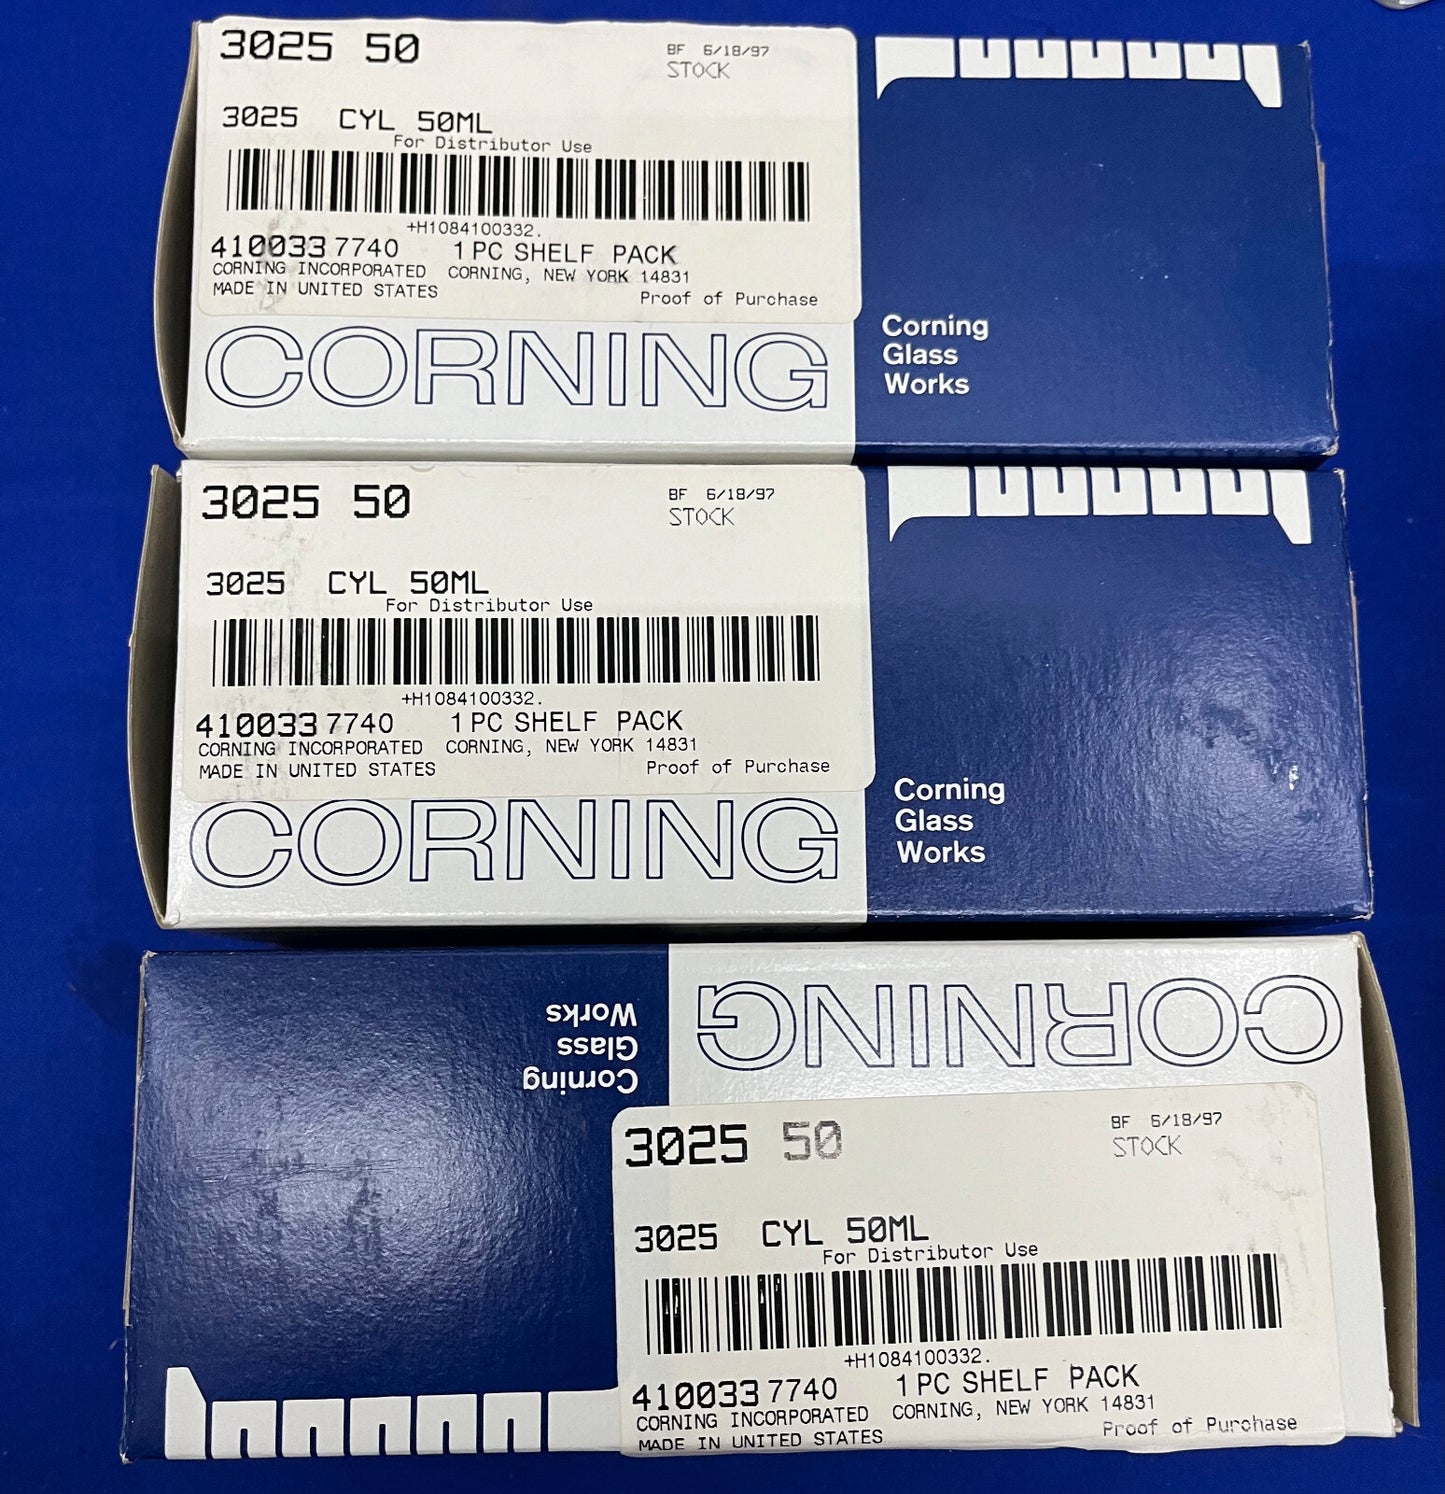 3025 50
BF 6/18/97
STOCK
3025 CYL 50ML
For Distributor Use
+H1084100332.
410033 7740 1 PC SHELF PACK
CORNING INCORPORATED CORNING, NEW YORK 14831
MADE IN UNITED STATES Proof of Purchase
CORNING
Corning
Glass
Works
3025 50
BF 6/18/97
STOCK
3025 CYL 50ML
For Distributor Use
+H1084100332.
410033 7740 1 PC SHELF PACK
CORNING INCORPORATED CORNING, NEW YORK 14831
MADE IN UNITED STATES Proof of Purchase
CORNING
Corning
Glass
Works
CORNING
Corning
Glass
Works
3025 50
BF 6/18/97
STOCK
3025 CYL 50ML
For Distributor Use
+H1084100332.
410033 7740 1 PC SHELF PACK
CORNING INCORPORATED CORNING, NEW YORK 14831
MADE IN UNITED STATES Proof of Purchase